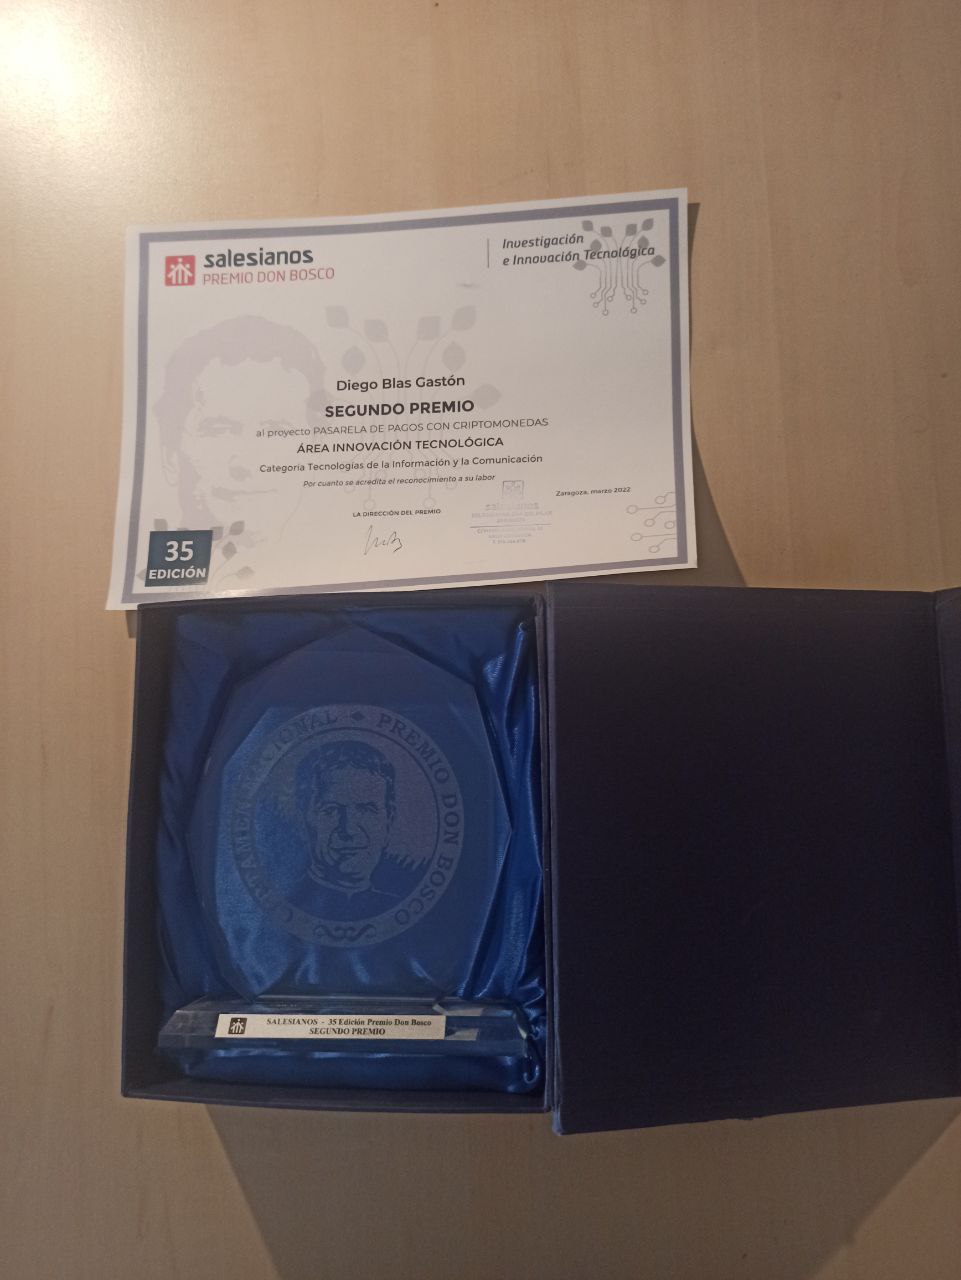 salesianos
PREMIO DON BOSCO
Investigación
e Innovación Tecnológica
Diego Blas Gastón
SEGUNDO PREMIO
al proyecto PASARELA DE PAGOS CON CRIPTOMONEDAS
ÁREA INNOVACIÓN TECNOLÓGICA
Categoría Tecnologías de la Información y la Comunicación
Por cuanto se acredita el reconocimiento a su labor
LA DIRECCIÓN DEL PREMIO
Zaragoza, marzo 2022
salesianos
35
EDICIÓN
CERTAMEN NACIONAL PREMIO DON BOSCO
SALESIANOS - 35 Edición Premio Don Bosco
SEGUNDO PREMIO